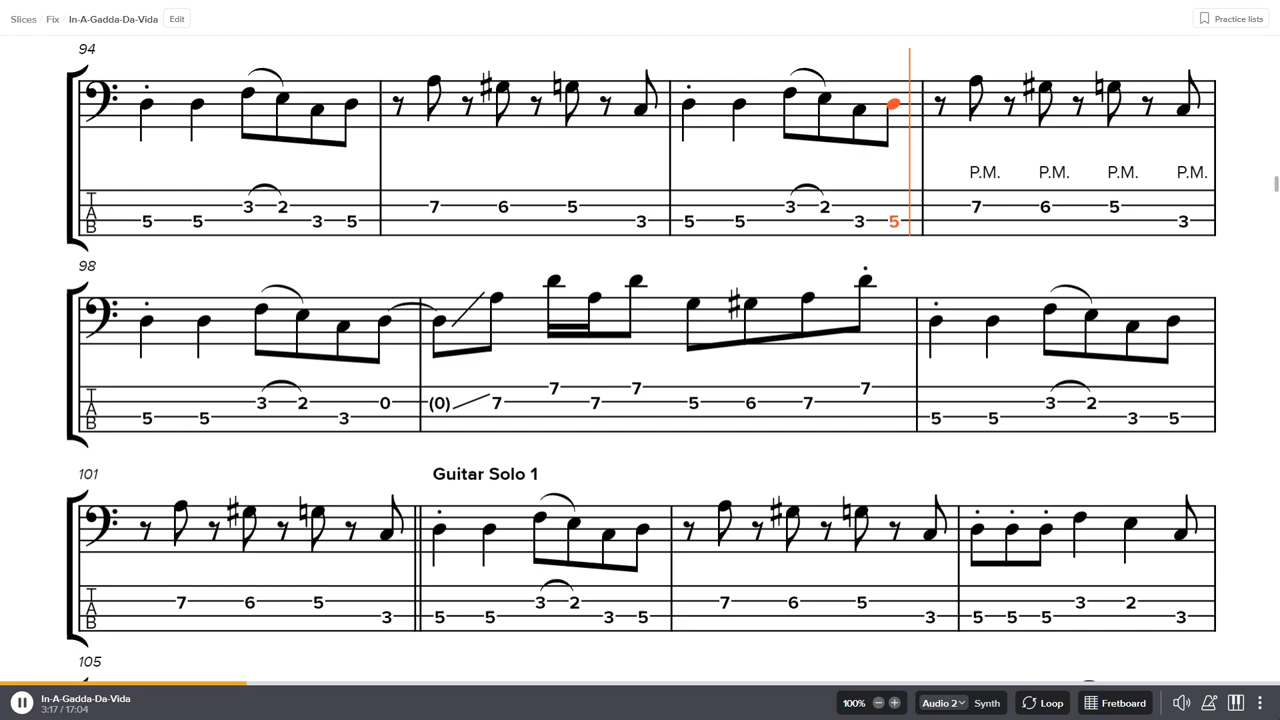 Slices / Fix / In-A-Gadda-Da-Vida Edit Practice lists
94
P.M. P.M. P.M. P.M.
T 3 2 7 6 5 3 2 7 6 5
A 5 5 3 5 3 5 5 3 5 3
B
98
T 7 7 7
A 3 2 0 (0) 7 7 5 6 7 3 2
B 5 5 3 5 5 3 5
101
Guitar Solo 1
T 7 6 5 3 2 7 6 5 3 2
A 3 5 5 3 5 3 5 5 5 3
B
105
In-A-Gadda-Da-Vida
3:17 / 17:04
100% Audio 2 Synth Loop Fretboard